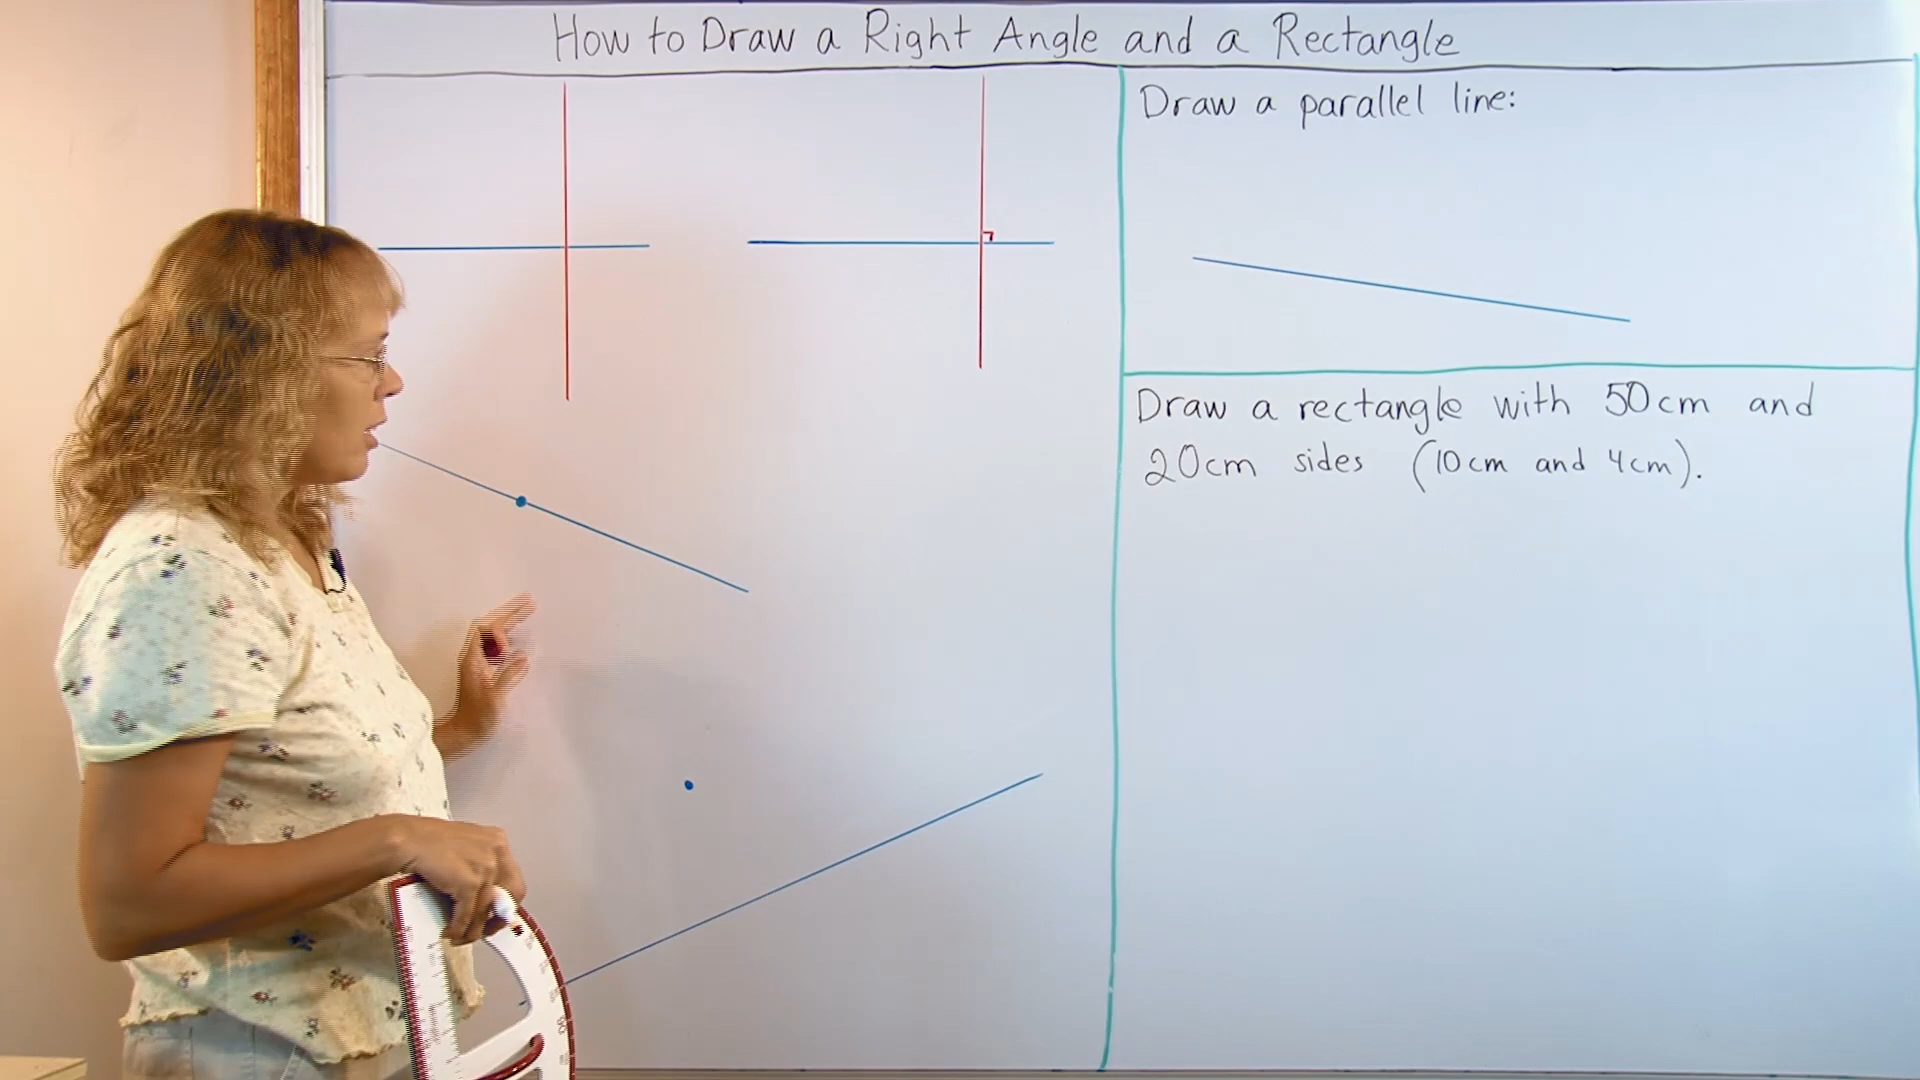 How to Draw a Right Angle and a Rectangle
Draw a parallel line:
Draw a rectangle with 50cm and
20cm sides (10cm and 4cm).